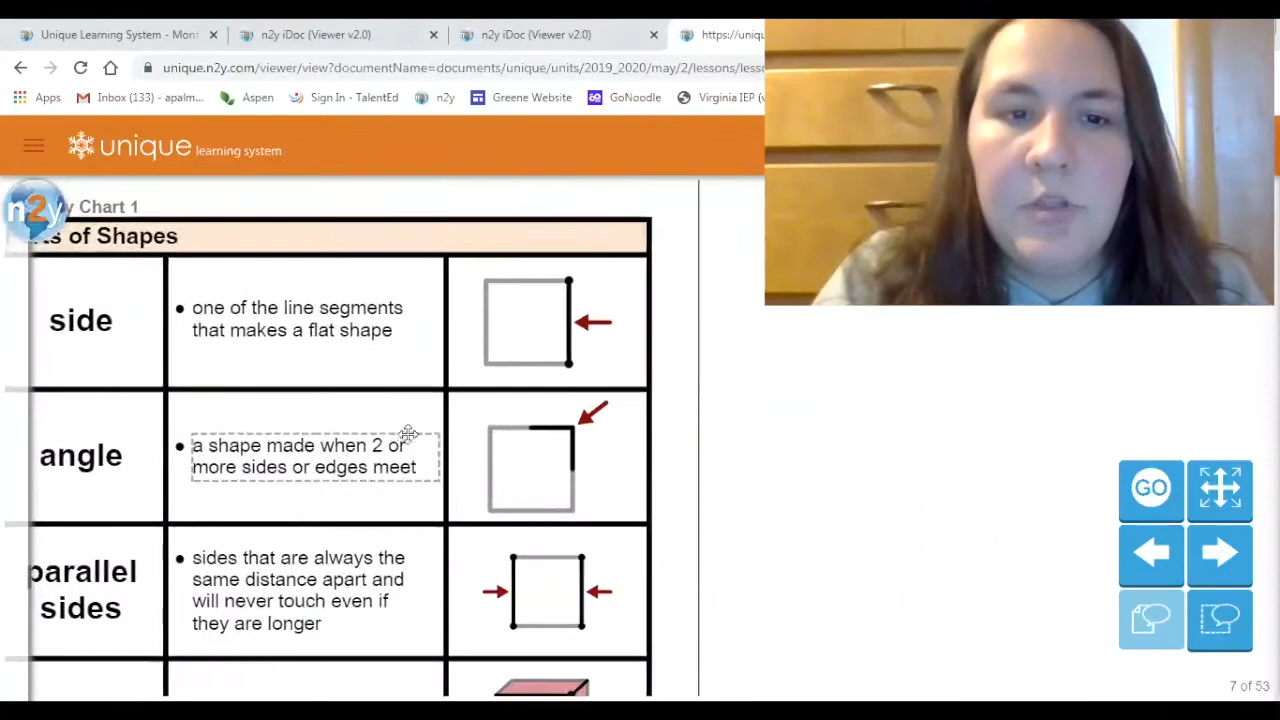 Unique Learning System - Mon
n2y iDoc (Viewer v2.0)
n2y iDoc (Viewer v2.0)
https://uniqu
unique.n2y.com/viewer/view?documentName=documents/unique/units/2019_2020/may/2/lessons/less
Apps
Inbox (133) - apalm...
Aspen
Sign In - TalentEd
n2y
Greene Website
GoNoodle
Virginia IEP (v
unique learning system
n2y
y Chart 1
ts of Shapes
side
• one of the line segments
that makes a flat shape
angle
• a shape made when 2 or
more sides or edges meet
parallel
sides
• sides that are always the
same distance apart and
will never touch even if
they are longer
GO
7 of 53